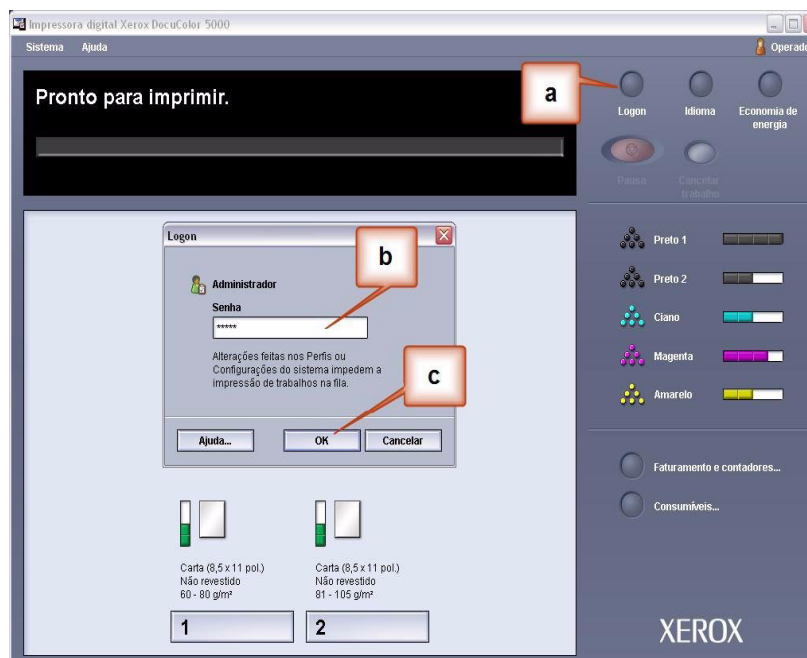 Impressora digital Xerox DocuColor 5000
Sistema Ajuda
Operado
Pronto para imprimir.
a
Logon
Idioma
Economia de
energia
Pausa
Cancelar
trabalho
Logon
b
Administrador
Senha
*****
Alterações feitas nos Perfis ou
Configurações do sistema impedem a
impressão de trabalhos na fila.
c
Ajuda...
OK
Cancelar
Preto 1
Preto 2
Ciano
Magenta
Amarelo
Faturamento e contadores...
Consumíveis...
Carta (8,5 x 11 pol.)
Não revestido
60 - 80 g/m²
1
Carta (8,5 x 11 pol.)
Não revestido
81 - 105 g/m²
2
XEROX